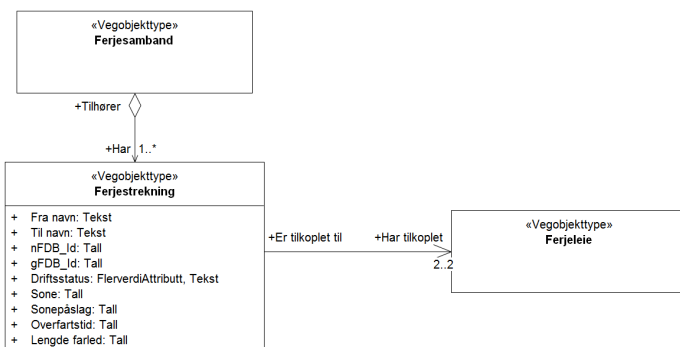 «Vegobjekttype»
Ferjesamband
+Tilhører
+Har 1..*
«Vegobjekttype»
Ferjestrekning
+ Fra navn: Tekst
+ Til navn: Tekst
+ nFDB_Id: Tall
+ gFDB_Id: Tall
+ Driftsstatus: FlerverdiAttributt, Tekst
+ Sone: Tall
+ Sonepåslag: Tall
+ Overfartstid: Tall
+ Lengde farled: Tall
+Er tilkoplet til +Har tilkoplet
2..2
«Vegobjekttype»
Ferjeleie